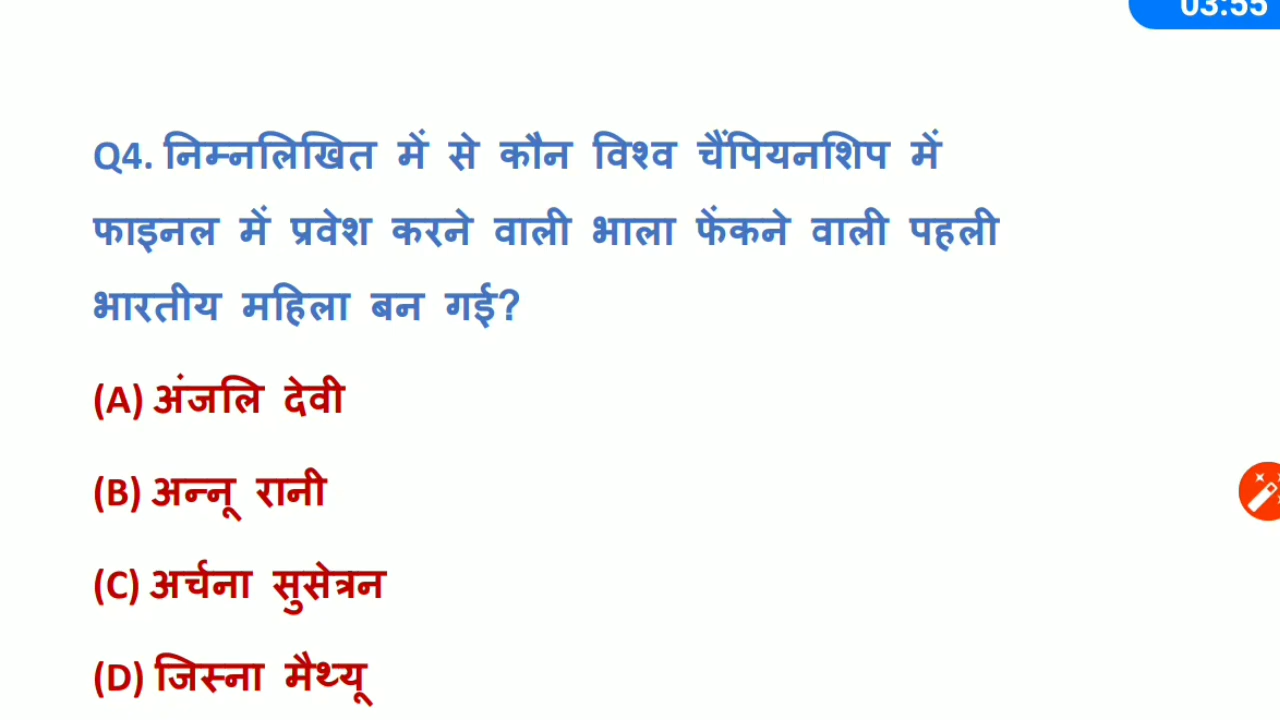 03:55
Q4. निम्नलिखित में से कौन विश्व चैंपियनशिप में
फाइनल में प्रवेश करने वाली भाला फेंकने वाली पहली
भारतीय महिला बन गई?
(A) अंजलि देवी
(B) अन्नू रानी
(C) अर्चना सुसेत्रन
(D) जिस्ना मैथ्यू